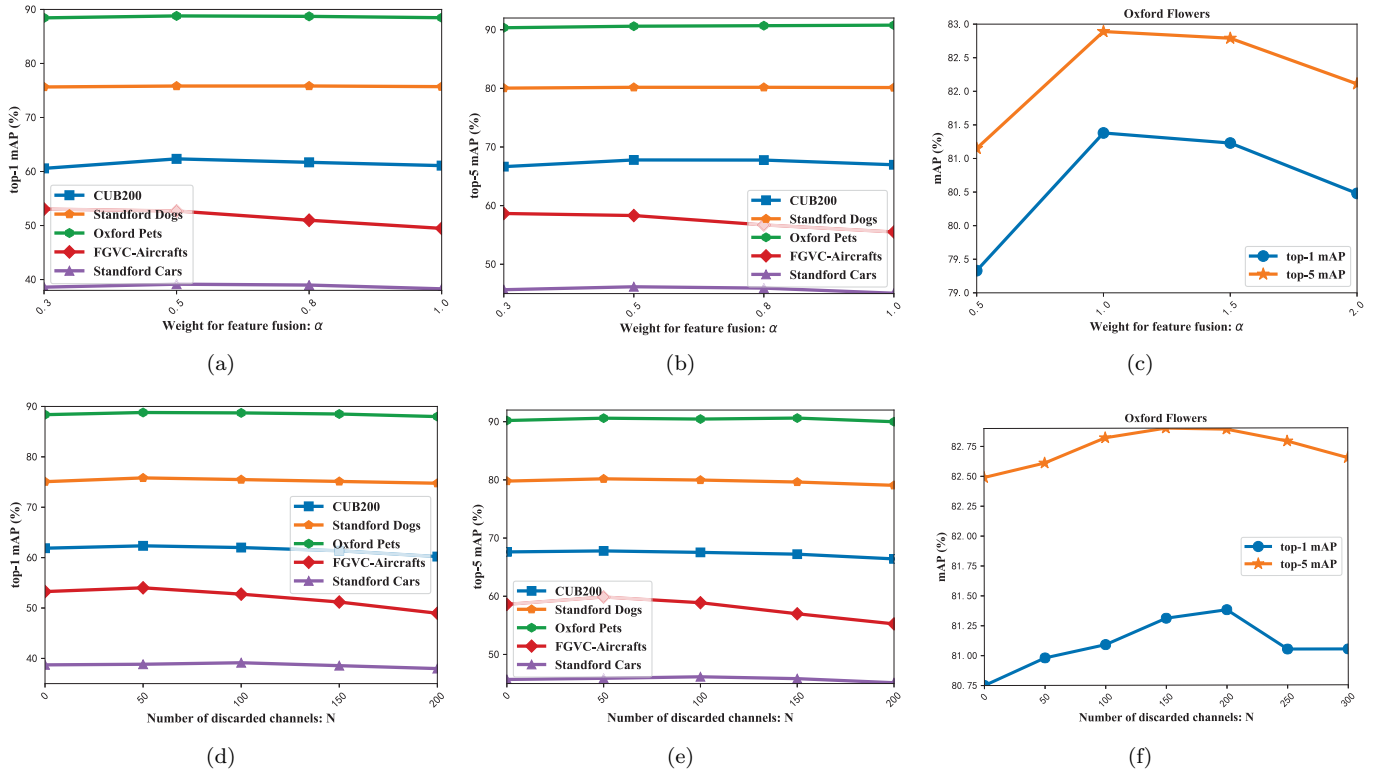 90
80
70
60
50
40
top-1 mAP (%)
CUB200
Standford Dogs
Oxford Pets
FGVC-Aircrafts
Standford Cars
0.3
0.5
0.8
1.0
Weight for feature fusion: α
(a)
90
80
70
60
50
top-5 mAP (%)
CUB200
Standford Dogs
Oxford Pets
FGVC-Aircrafts
Standford Cars
0.3
0.5
0.8
1.0
Weight for feature fusion: α
(b)
Oxford Flowers
83.0
82.5
82.0
81.5
81.0
80.5
80.0
79.5
79.0
mAP (%)
top-1 mAP
top-5 mAP
0.5
1.0
1.5
2.0
Weight for feature fusion: α
(c)
90
80
70
60
50
40
top-1 mAP (%)
CUB200
Standford Dogs
Oxford Pets
FGVC-Aircrafts
Standford Cars
0
50
100
150
200
Number of discarded channels: N
(d)
90
80
70
60
50
top-5 mAP (%)
CUB200
Standford Dogs
Oxford Pets
FGVC-Aircrafts
Standford Cars
0
50
100
150
200
Number of discarded channels: N
(e)
Oxford Flowers
82.75
82.50
82.25
82.00
81.75
81.50
81.25
81.00
80.75
mAP (%)
top-1 mAP
top-5 mAP
0
50
100
150
200
250
300
Number of discarded channels: N
(f)